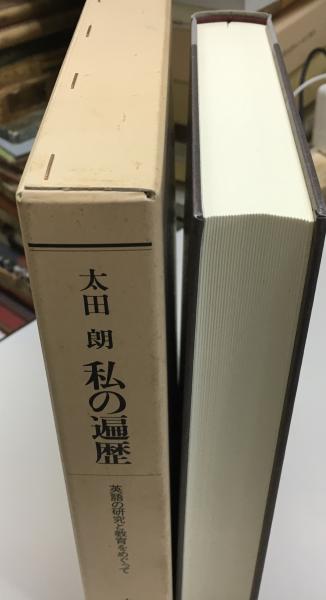 太田 朗
私の遍歴
英語の研究と教育をめぐって